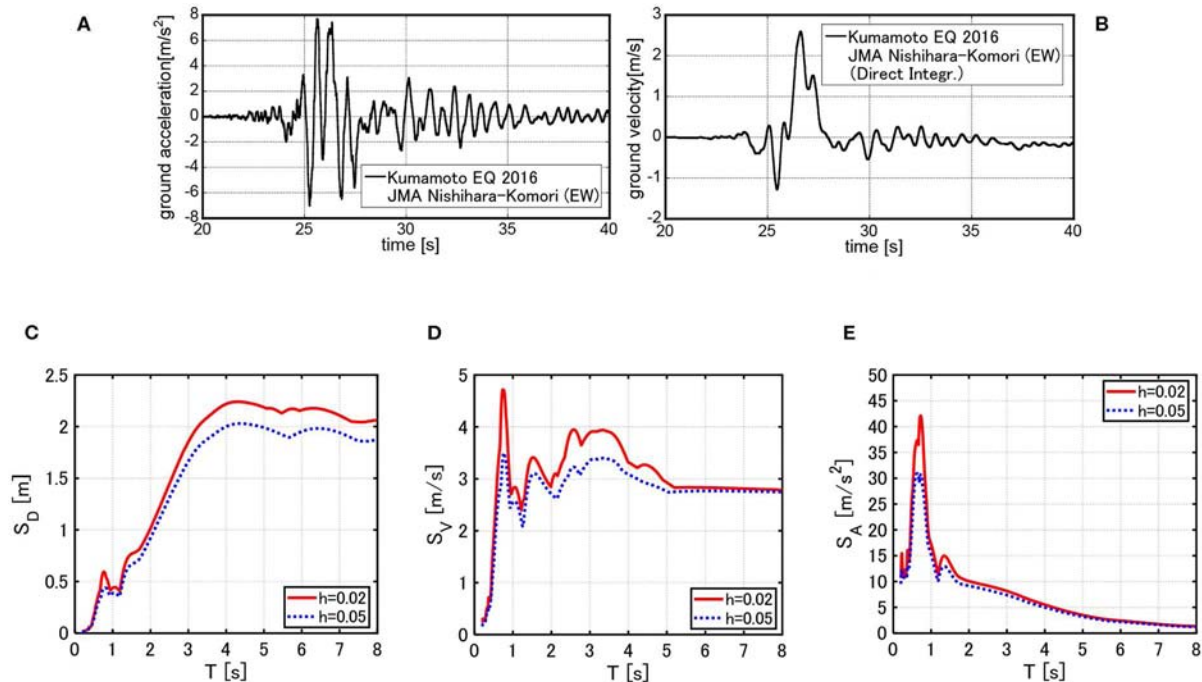 A
ground acceleration[m/s²]
8
6
4
2
0
-2
-4
-6
-8
20
25
30
35
40
time [s]
Kumamoto EQ 2016
JMA Nishihara-Komori (EW)
B
ground velocity[m/s]
3
2
1
0
-1
-2
20
25
30
35
40
time [s]
Kumamoto EQ 2016
JMA Nishihara-Komori (EW)
(Direct Integr.)
C
S_D [m]
2.5
2
1.5
1
0.5
0
0
1
2
3
4
5
6
7
8
T [s]
h=0.02
h=0.05
D
S_V [m/s]
5
4
3
2
1
0
0
1
2
3
4
5
6
7
8
T [s]
h=0.02
h=0.05
E
S_A [m/s²]
50
45
40
35
30
25
20
15
10
5
0
0
1
2
3
4
5
6
7
8
T [s]
h=0.02
h=0.05